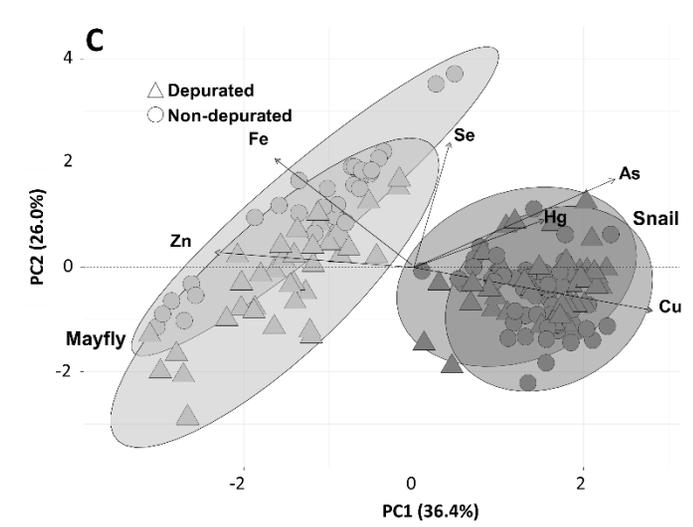 C
4
Depurated
Non-depurated
Fe
Se
2
As
Hg
Snail
Zn
0
Cu
Mayfly
-2
-2
0
2
PC2 (26.0%)
PC1 (36.4%)